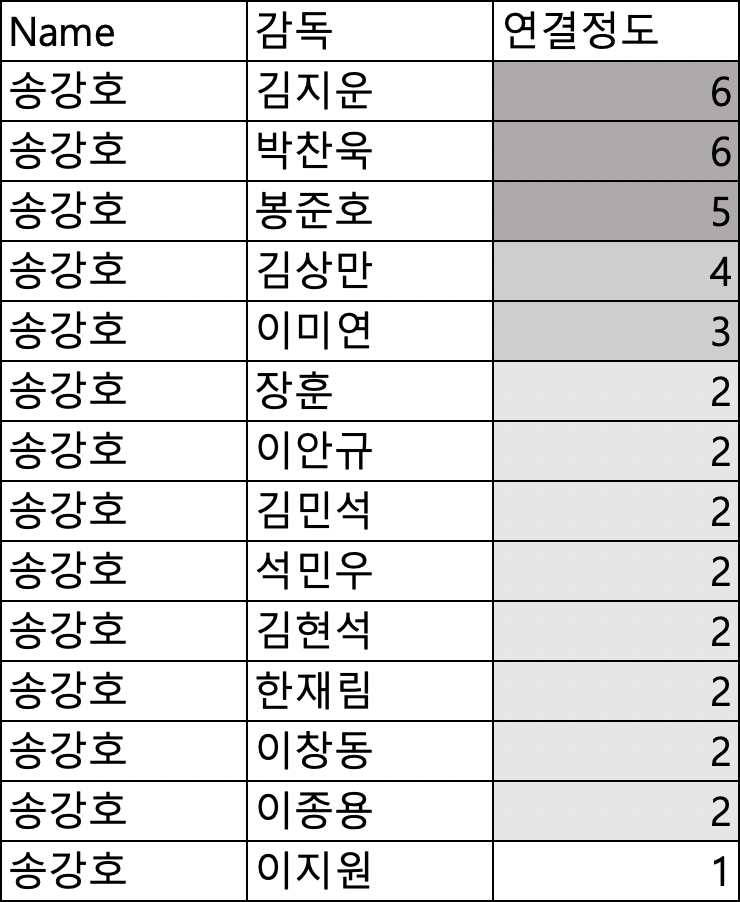 Name 감독 연결정도
송강호 김지운 6
송강호 박찬욱 6
송강호 봉준호 5
송강호 김상만 4
송강호 이미연 3
송강호 장훈 2
송강호 이안규 2
송강호 김민석 2
송강호 석민우 2
송강호 김현석 2
송강호 한재림 2
송강호 이창동 2
송강호 이종용 2
송강호 이지원 1